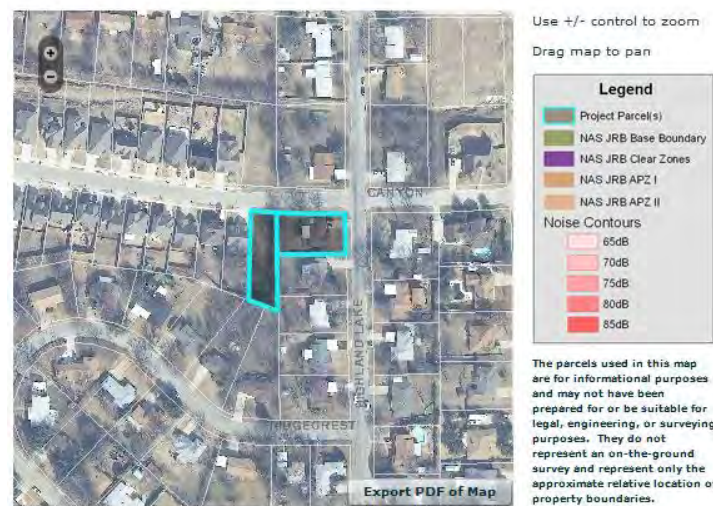 Use +/- control to zoom
Drag map to pan
+
-
CANYON
HIGHLAND LAKE
RIDGECREST
Export PDF of Map
Legend
Project Parcel(s)
NAS JRB Base Boundary
NAS JRB Clear Zones
NAS JRB APZ I
NAS JRB APZ II
Noise Contours
65dB
70dB
75dB
80dB
85dB
The parcels used in this map
are for informational purposes
and may not have been
prepared for or be suitable for
legal, engineering, or surveying
purposes. They do not
represent an on-the-ground
survey and represent only the
approximate relative location of
property boundaries.